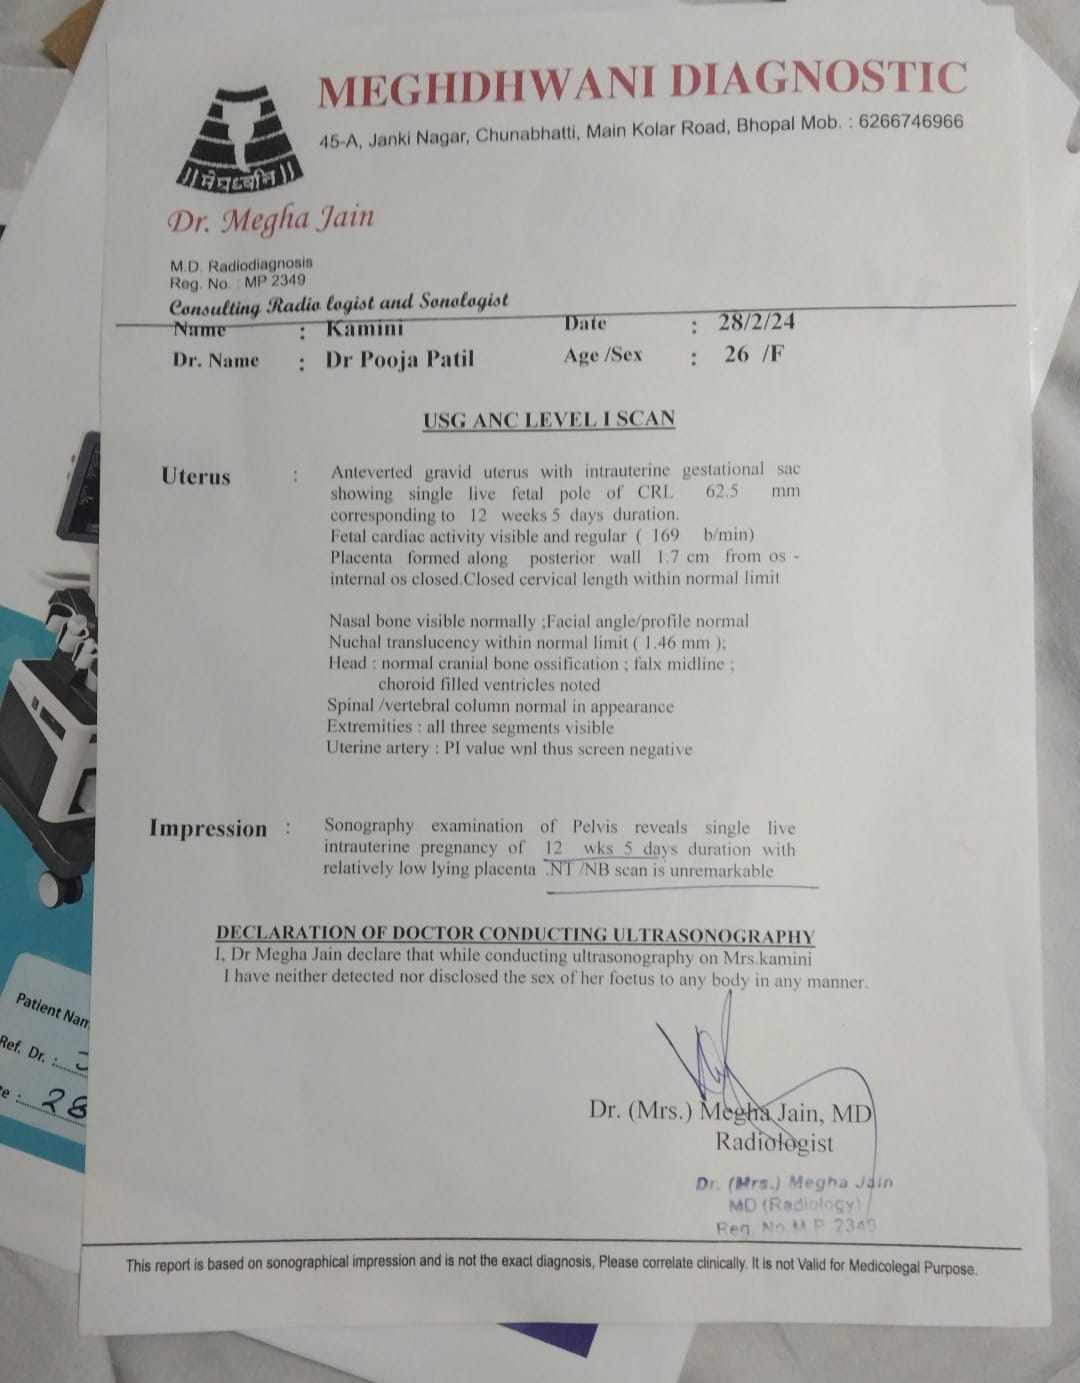 MEGHDHWANI DIAGNOSTIC
45-A, Janki Nagar, Chunabhatti, Main Kolar Road, Bhopal Mob. : 6266746966
।। मेघध्वनि ।।
Dr. Megha Jain
M.D. Radiodiagnosis
Reg. No. : MP 2349
Consulting Radio logist and Sonologist
Name : Kamini Date : 28/2/24
Dr. Name : Dr Pooja Patil Age /Sex : 26 /F
USG ANC LEVEL I SCAN
Uterus : Anteverted gravid uterus with intrauterine gestational sac
showing single live fetal pole of CRL 62.5 mm
corresponding to 12 weeks 5 days duration.
Fetal cardiac activity visible and regular ( 169 b/min)
Placenta formed along posterior wall 1.7 cm from os -
internal os closed.Closed cervical length within normal limit
Nasal bone visible normally ;Facial angle/profile normal
Nuchal translucency within normal limit ( 1.46 mm );
Head : normal cranial bone ossification ; falx midline ;
choroid filled ventricles noted
Spinal /vertebral column normal in appearance
Extremities : all three segments visible
Uterine artery : PI value wnl thus screen negative
Impression : Sonography examination of Pelvis reveals single live
intrauterine pregnancy of 12 wks 5 days duration with
relatively low lying placenta .NT /NB scan is unremarkable
DECLARATION OF DOCTOR CONDUCTING ULTRASONOGRAPHY
I, Dr Megha Jain declare that while conducting ultrasonography on Mrs.kamini
I have neither detected nor disclosed the sex of her foetus to any body in any manner.
Dr. (Mrs.) Megha Jain, MD
Radiologist
Dr. (Mrs.) Megha Jain
MD (Radiology)
Reg. No M.P. 2349
This report is based on sonographical impression and is not the exact diagnosis, Please correlate clinically. It is not Valid for Medicolegal Purpose.
Patient Nam
Ref. Dr. :
te : 28